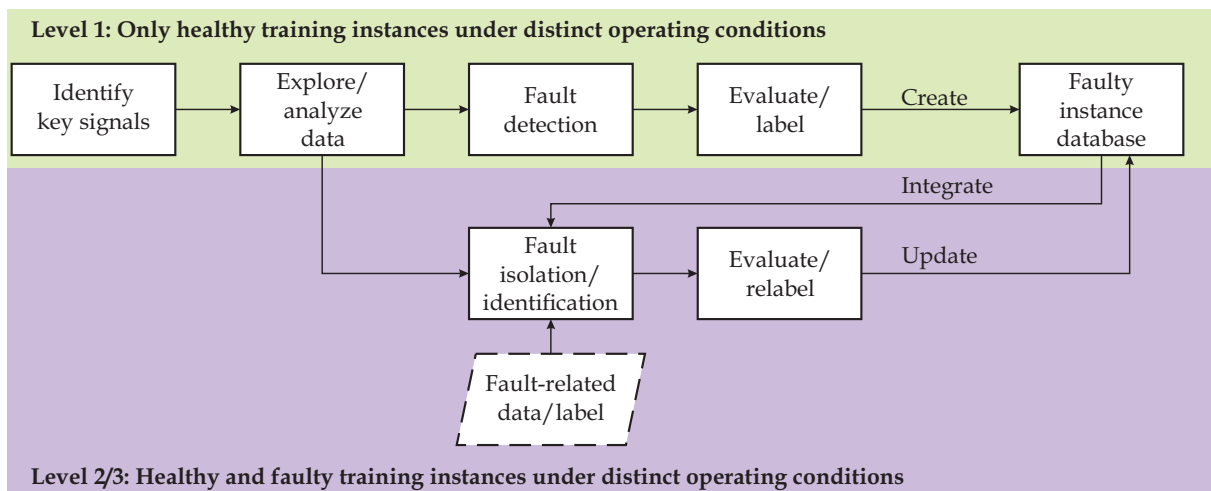 Level 1: Only healthy training instances under distinct operating conditions
Identify
key signals
Explore/
analyze
data
Fault
detection
Evaluate/
label
Create
Faulty
instance
database
Integrate
Fault
isolation/
identification
Evaluate/
relabel
Update
Fault-related
data/label
Level 2/3: Healthy and faulty training instances under distinct operating conditions